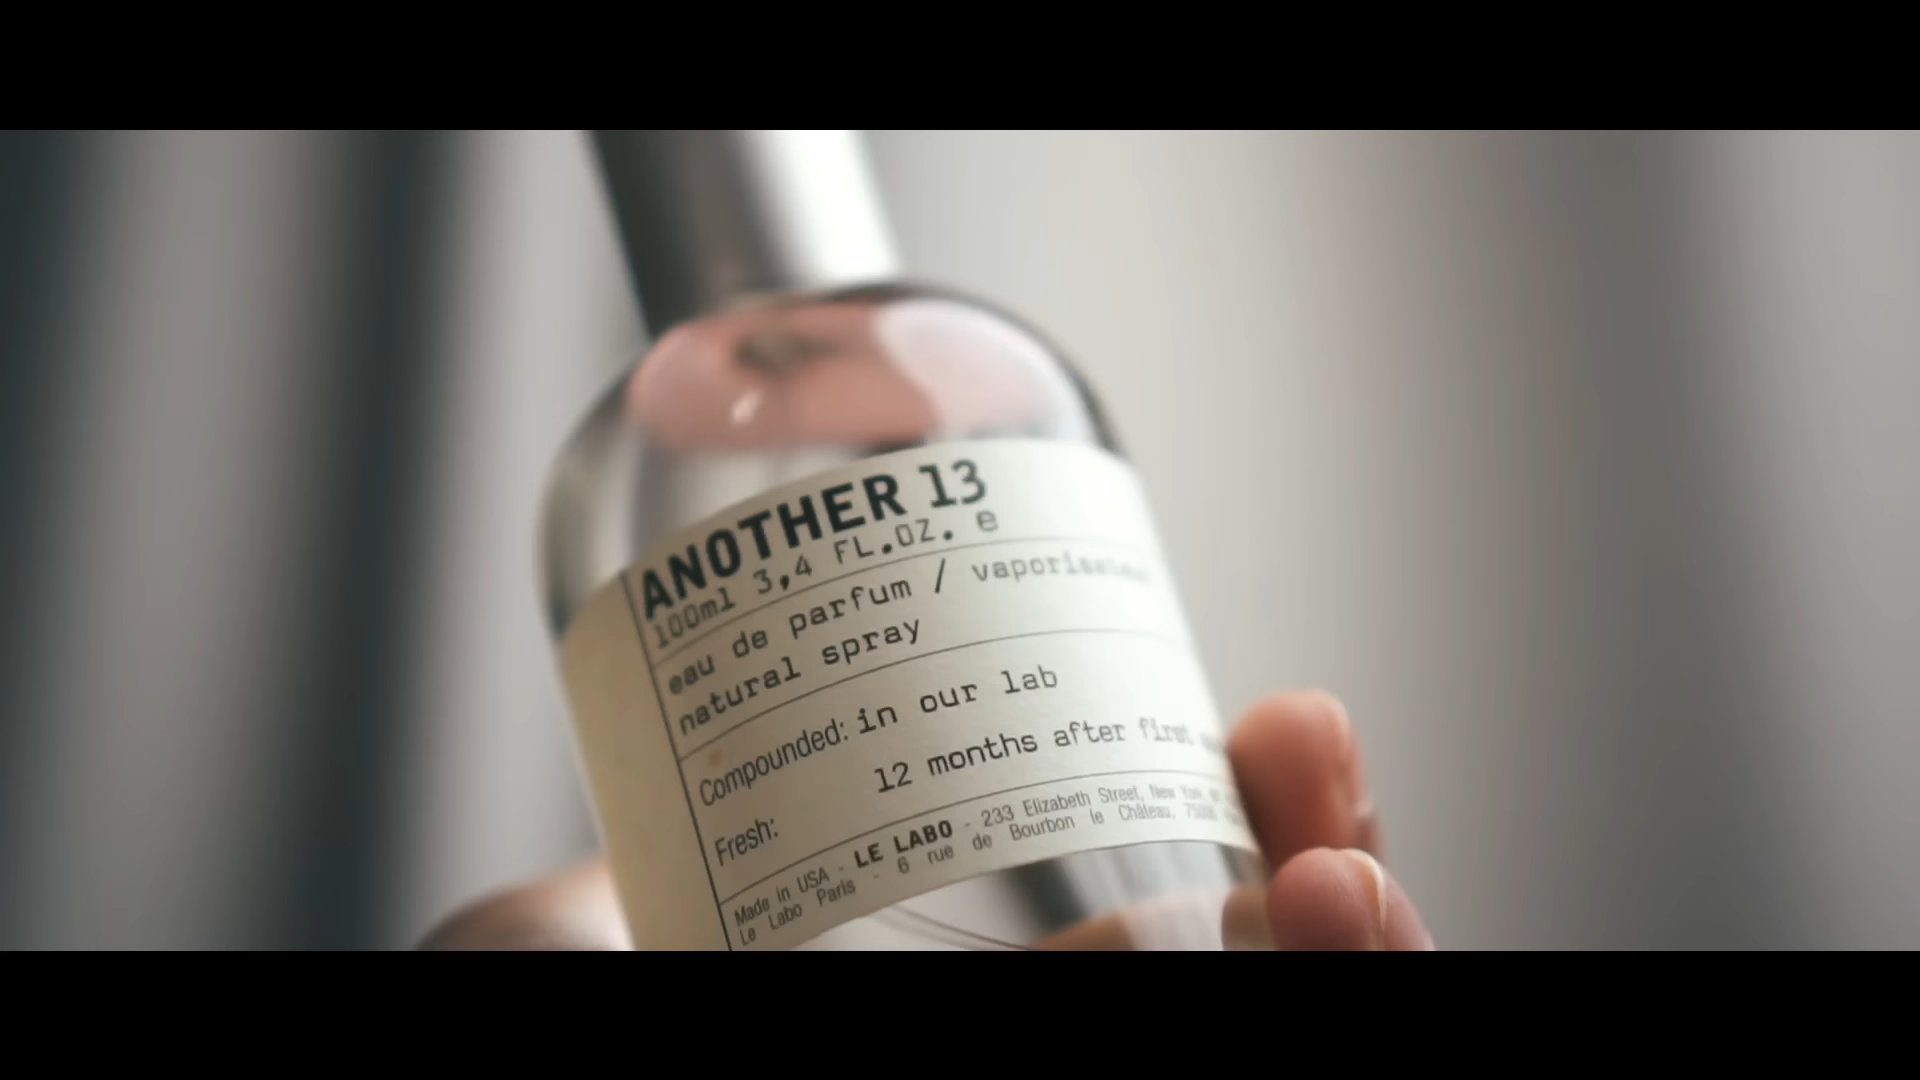 ANOTHER 13
100ml 3,4 FL.OZ. e
eau de parfum / vaporisateur
natural spray
Compounded: in our lab
Fresh: 12 months after first
Made in USA - LE LABO - 233 Elizabeth Street, New York,
Le Labo Paris - 6 rue de Bourbon le Château,